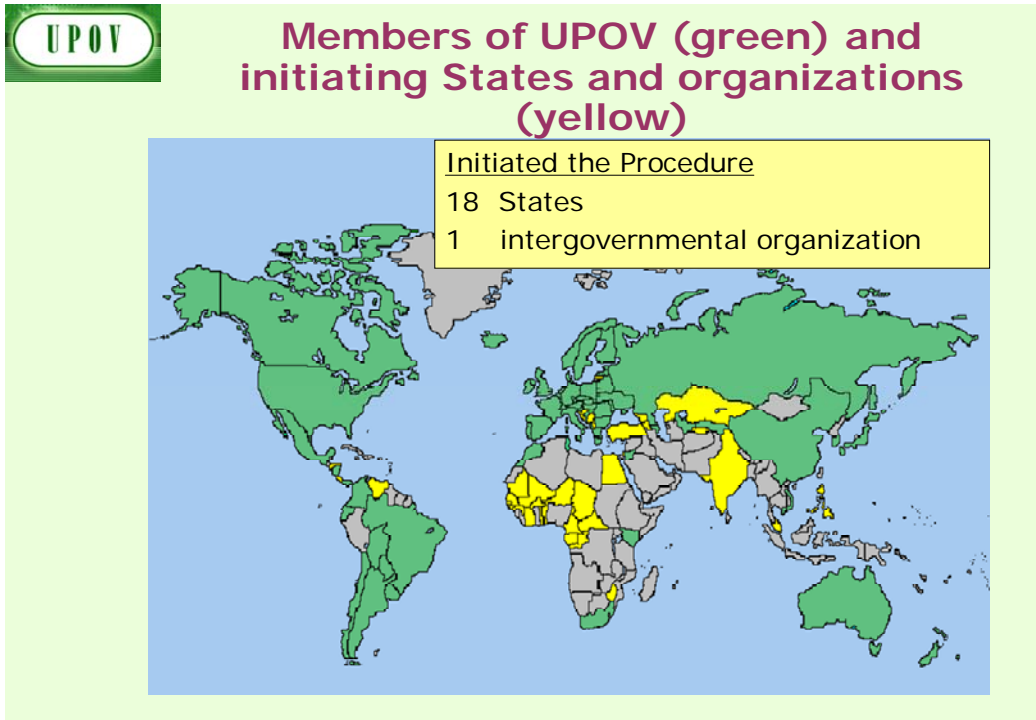 UPOV
Members of UPOV (green) and
initiating States and organizations
(yellow)
Initiated the Procedure
18 States
1 intergovernmental organization